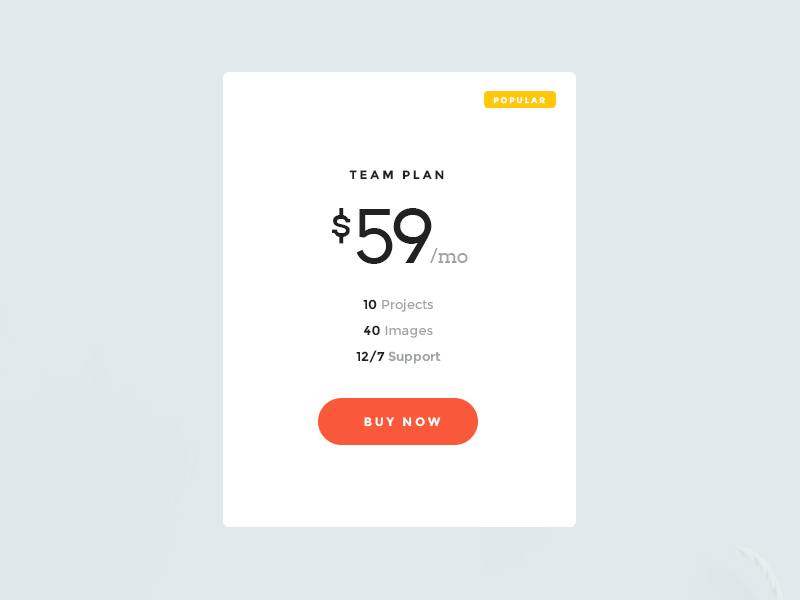 POPULAR
TEAM PLAN
$59/mo
10 Projects
40 Images
12/7 Support
BUY NOW